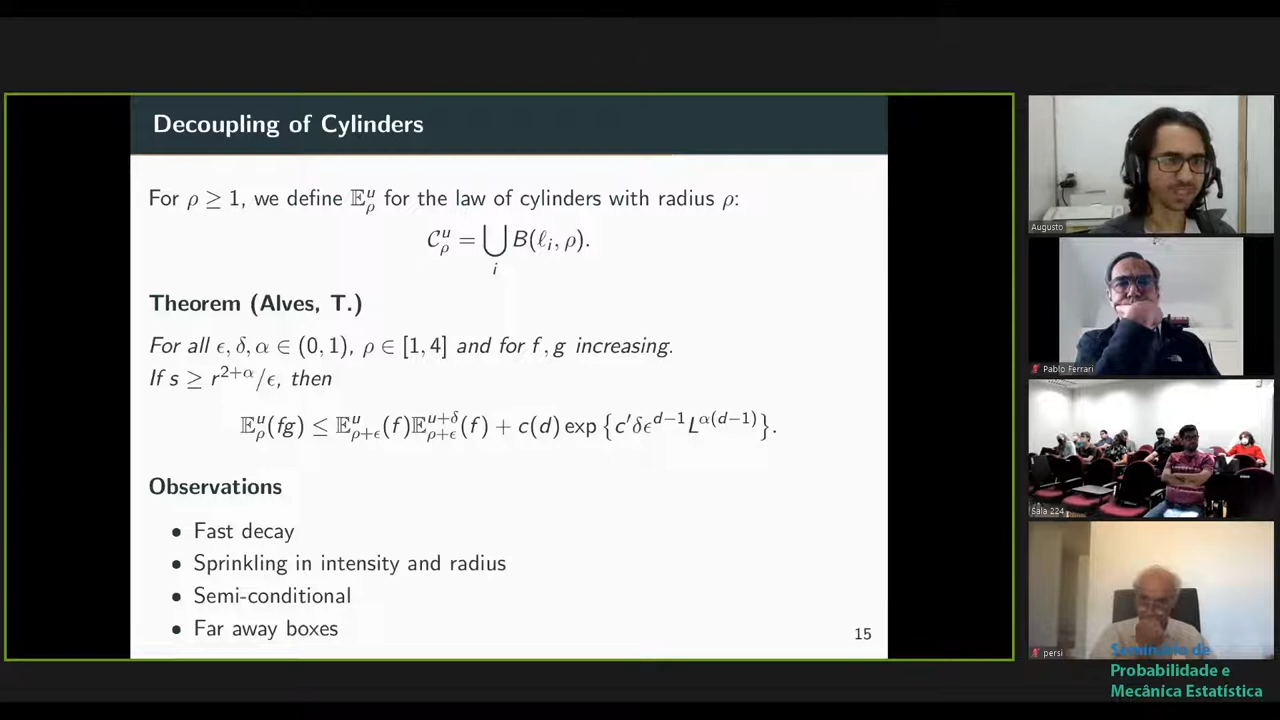 Decoupling of Cylinders
For ρ ≥ 1, we define 𝔼ᵘ_ρ for the law of cylinders with radius ρ:
𝒞ᵘ_ρ = ⋃_i B(ℓ_i, ρ).
Theorem (Alves, T.)
For all ϵ, δ, α ∈ (0, 1), ρ ∈ [1, 4] and for f, g increasing.
If s ≥ r^{2+α}/ϵ, then
𝔼^u_ρ(fg) ≤ 𝔼^u_{ρ+ϵ}(f)𝔼^{u+δ}_{ρ+ϵ}(f) + c(d) exp {c′δϵ^{d−1}L^{α(d−1)}}.
Observations
• Fast decay
• Sprinkling in intensity and radius
• Semi-conditional
• Far away boxes
15
Augusto
Pablo Ferrari
Sala 224
persi
Seminário de
Probabilidade e
Mecânica Estatística